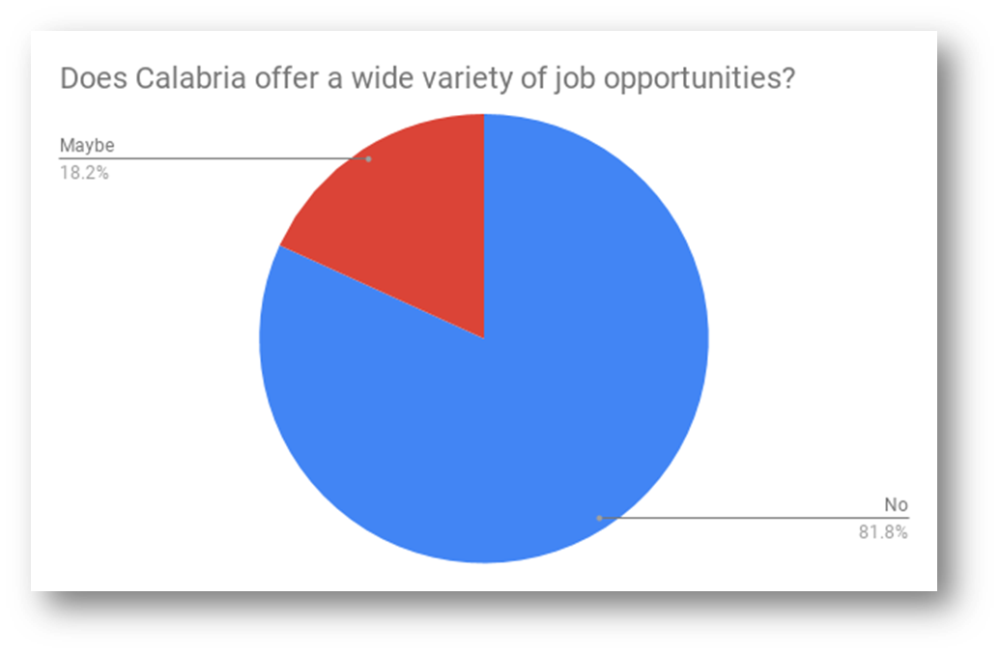 Does Calabria offer a wide variety of job opportunities?
Maybe
18.2%
No
81.8%